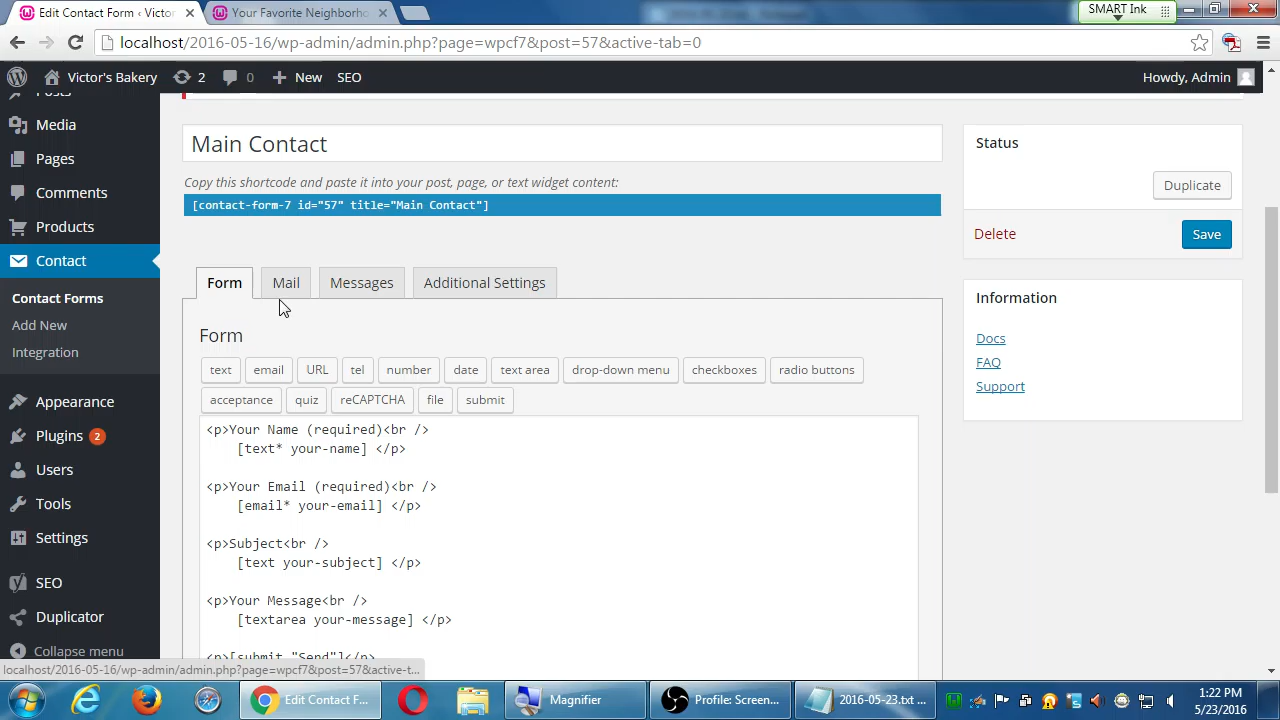 Edit Contact Form ‹ Victor
Your Favorite Neighborho
SMART Ink
localhost/2016-05-16/wp-admin/admin.php?page=wpcf7&post=57&active-tab=0
Victor's Bakery
2
0
New
SEO
Howdy, Admin
Posts
Media
Pages
Comments
Products
Contact
Contact Forms
Add New
Integration
Appearance
Plugins 2
Users
Tools
Settings
SEO
Duplicator
Collapse menu
Main Contact
Copy this shortcode and paste it into your post, page, or text widget content:
[contact-form-7 id="57" title="Main Contact"]
Form Mail Messages Additional Settings
Form
text email URL tel number date text area drop-down menu checkboxes radio buttons
acceptance quiz reCAPTCHA file submit
<p>Your Name (required)<br />
[text* your-name] </p>
<p>Your Email (required)<br />
[email* your-email] </p>
<p>Subject<br />
[text your-subject] </p>
<p>Your Message<br />
[textarea your-message] </p>
<p>[submit "Send"]</p>
Status
Duplicate
Delete
Save
Information
Docs
FAQ
Support
localhost/2016-05-16/wp-admin/admin.php?page=wpcf7&post=57&active-t...
Edit Contact F...
Magnifier
Profile: Screen...
2016-05-23.txt ...
1:22 PM
5/23/2016